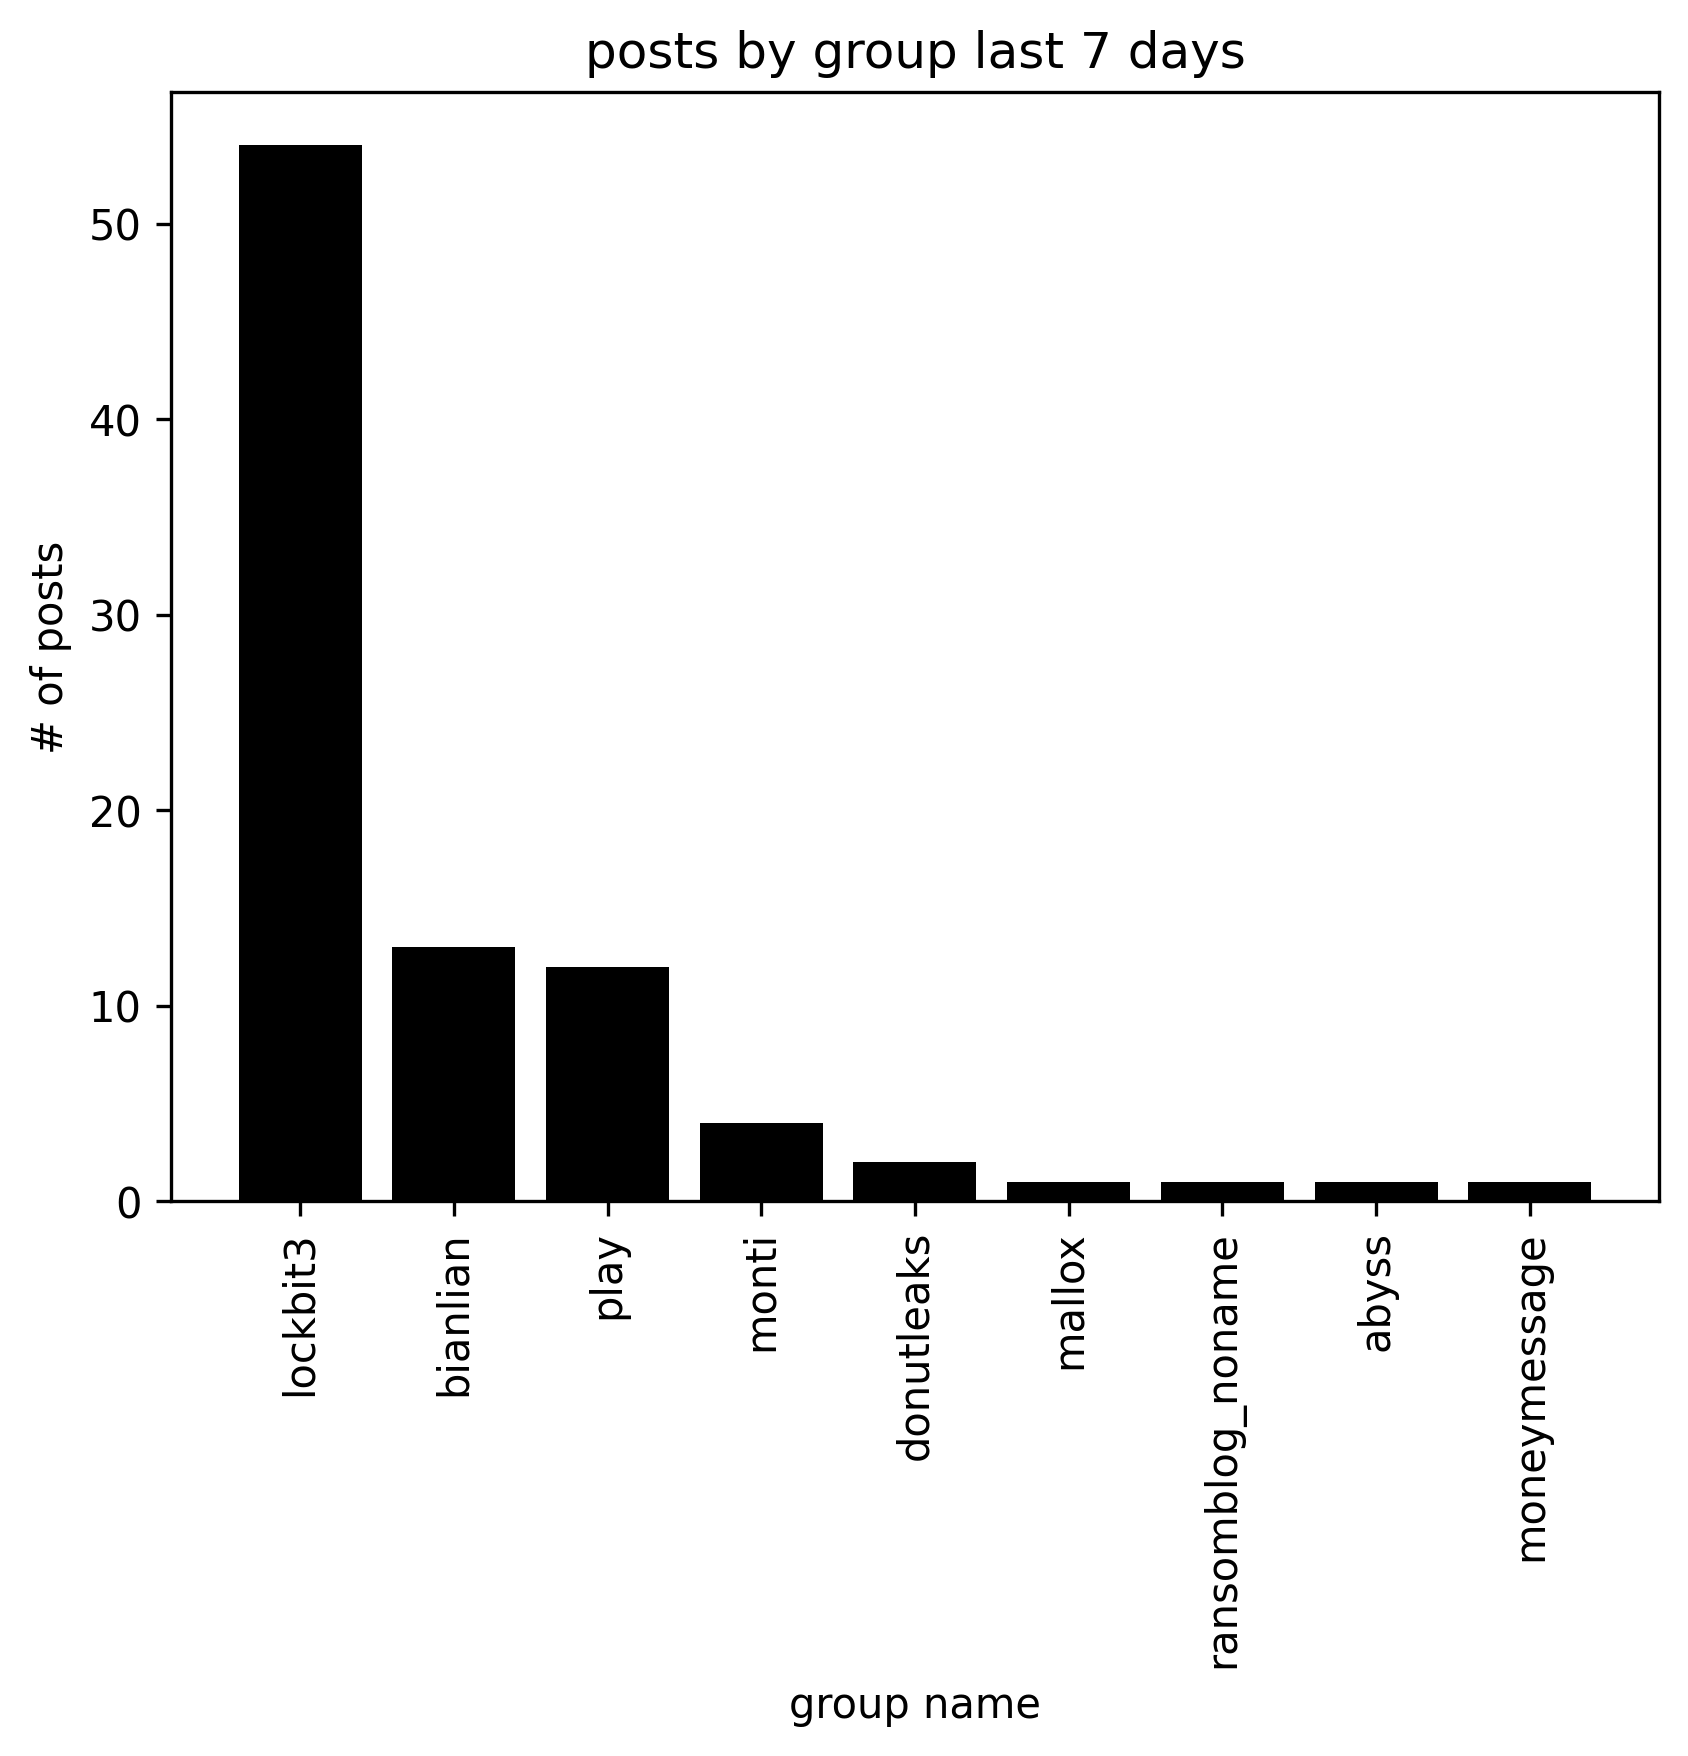 posts by group last 7 days
# of posts
50
40
30
20
10
0
lockbit3
bianlian
play
monti
donutleaks
mallox
ransomblog_noname
abyss
moneymessage
group name